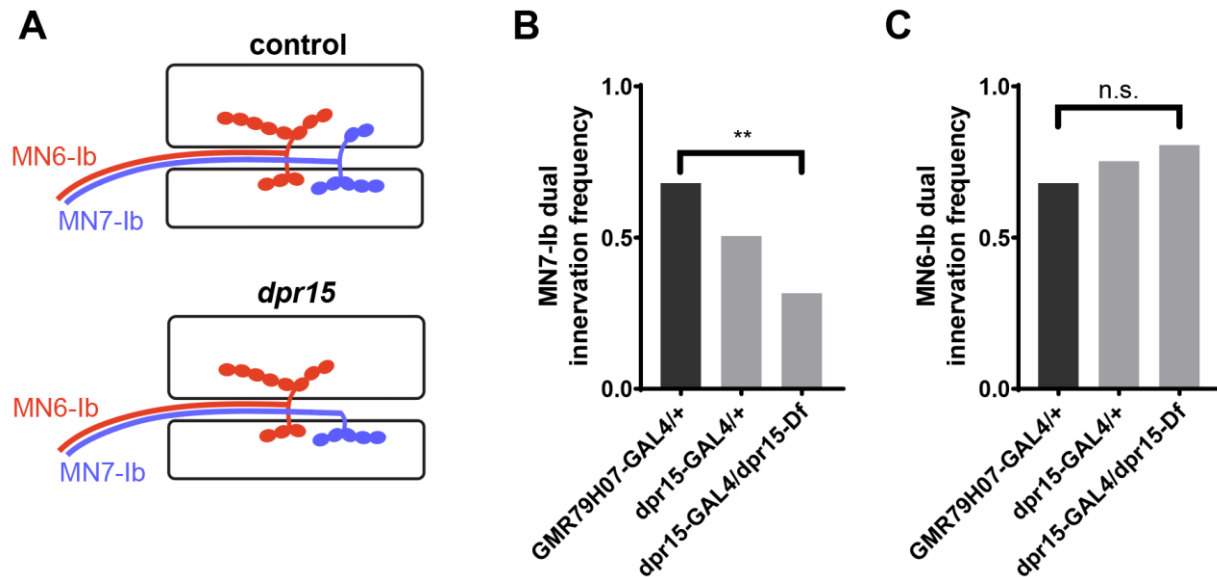 A
control
MN6-Ib
MN7-Ib
dpr15
MN6-Ib
MN7-Ib
B
MN7-Ib dual
innervation frequency
1.0
0.5
0.0
**
GMR79H07-GAL4/+
dpr15-GAL4/+
dpr15-GAL4/dpr15-Df
C
MN6-Ib dual
innervation frequency
1.0
0.5
0.0
n.s.
GMR79H07-GAL4/+
dpr15-GAL4/+
dpr15-GAL4/dpr15-Df